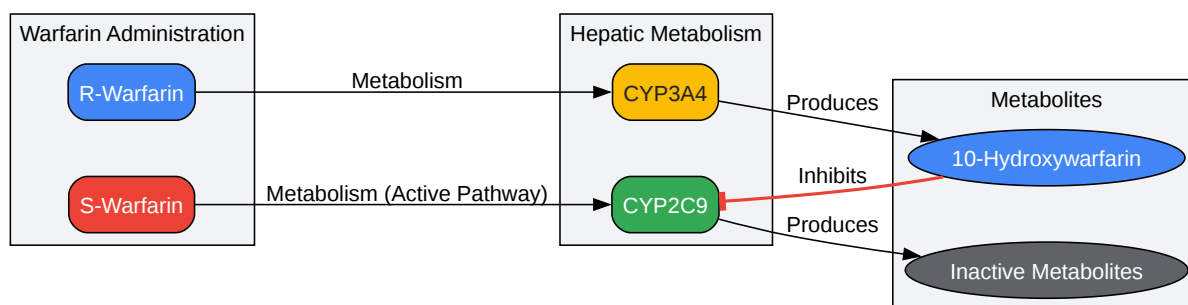 Warfarin Administration
Hepatic Metabolism
R-Warfarin
Metabolism
CYP3A4
Produces
Metabolites
10-Hydroxywarfarin
Inhibits
S-Warfarin
Metabolism (Active Pathway)
CYP2C9
Produces
Inactive Metabolites